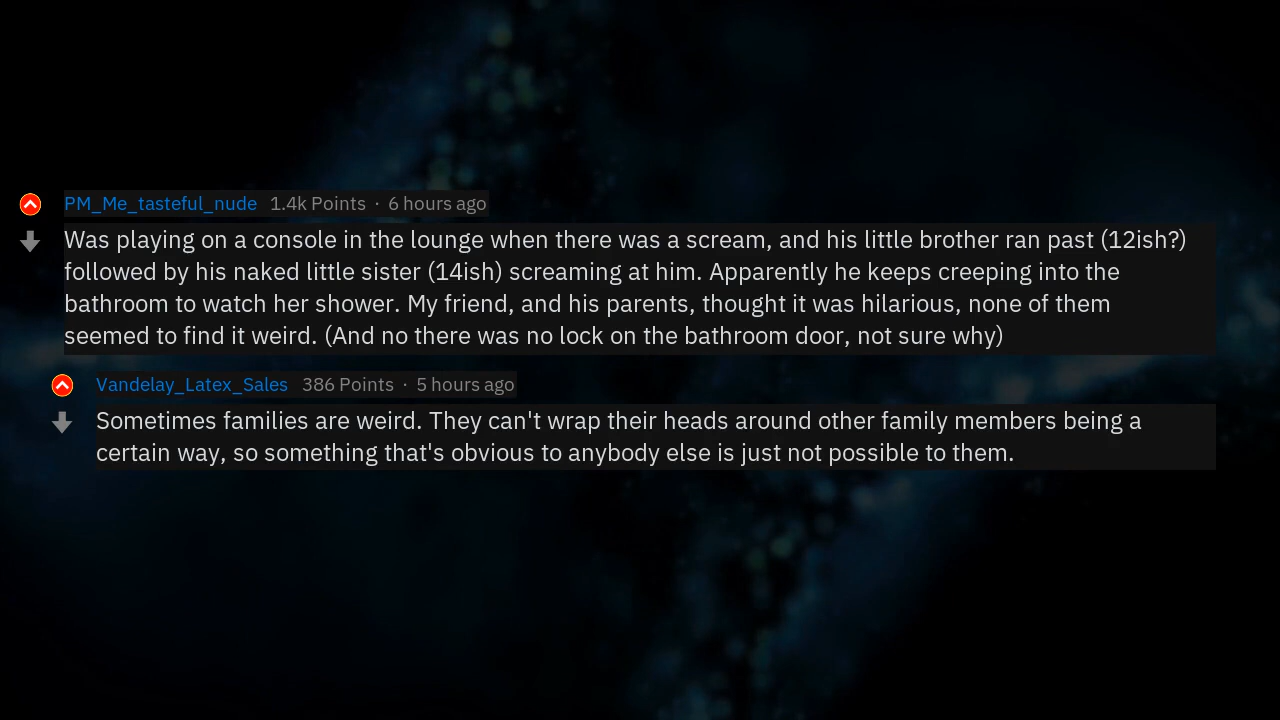 PM_Me_tasteful_nude 1.4k Points · 6 hours ago
Was playing on a console in the lounge when there was a scream, and his little brother ran past (12ish?)
followed by his naked little sister (14ish) screaming at him. Apparently he keeps creeping into the
bathroom to watch her shower. My friend, and his parents, thought it was hilarious, none of them
seemed to find it weird. (And no there was no lock on the bathroom door, not sure why)
Vandelay_Latex_Sales 386 Points · 5 hours ago
Sometimes families are weird. They can't wrap their heads around other family members being a
certain way, so something that's obvious to anybody else is just not possible to them.